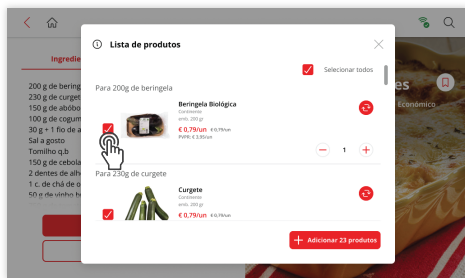 Lista de produtos
Selecionar todos
Ingredie
200 g de bering
230 g de curget
150 g de abóbo
100 g de cogum
30 g + 1 fio de a
Sal a gosto
Tomilho q.b
150 g de cebola
2 dentes de alh
1 c. de chá de o
50 g de vinho b
es
Económico
Para 200g de beringela
Beringela Biológica
Continente
emb. 200 gr
€ 0,79/un € 0,79/un
PVPR: € 3,95/un
1
Para 230g de curgete
Curgete
Continente
emb. 200 gr
€ 0,79/un € 0,79/un
Adicionar 23 produtos